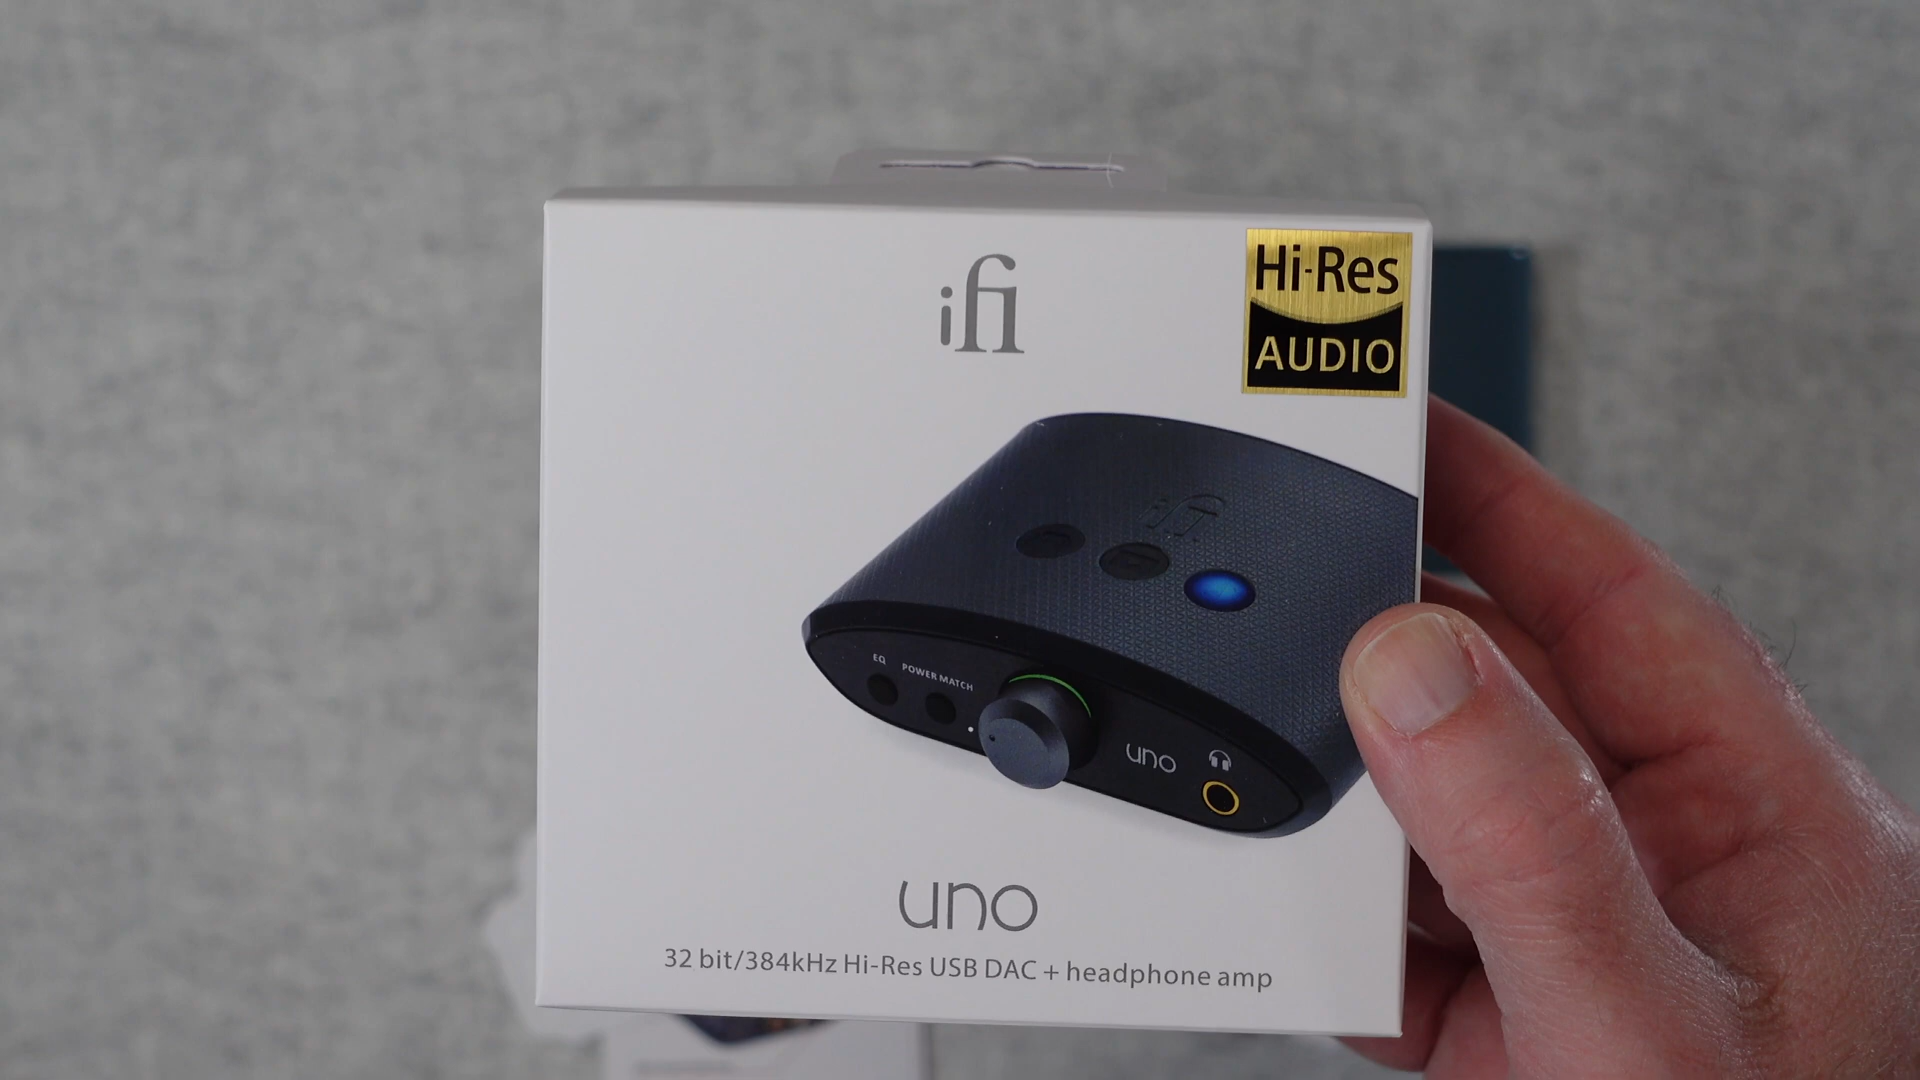 ifi
Hi-Res
AUDIO
ifi
EQ
POWER MATCH
uno
uno
32 bit/384kHz Hi-Res USB DAC + headphone amp